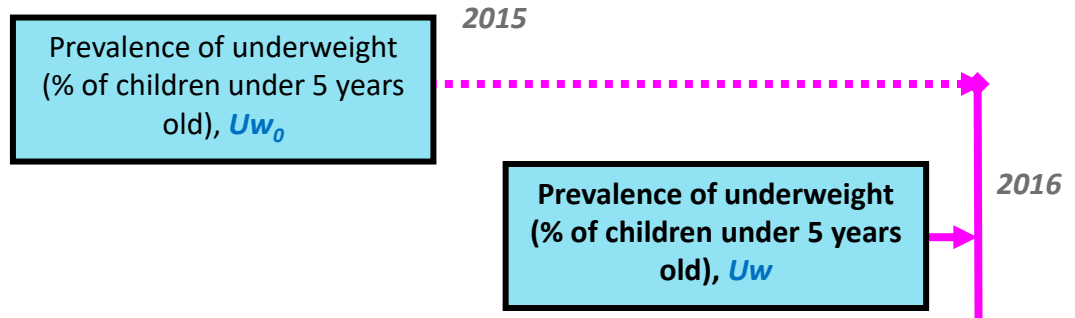 2015
Prevalence of underweight
(% of children under 5 years
old), Uw₀
2016
Prevalence of underweight
(% of children under 5 years
old), Uw